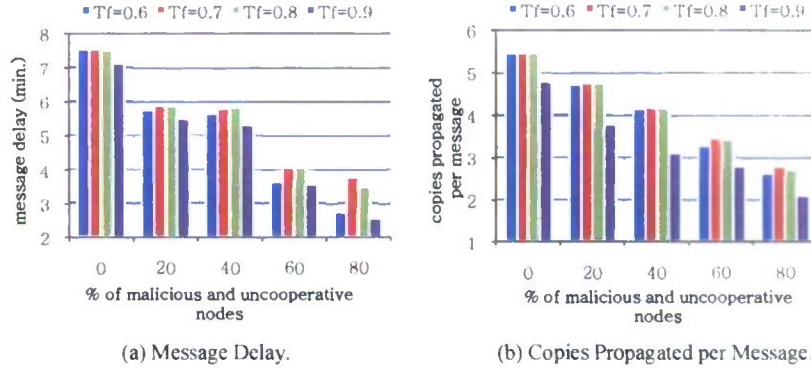 Tf=0.6 Tf=0.7 Tf=0.8 Tf=0.9
8
7
6
5
4
3
2
message delay (min.)
0 20 40 60 80
% of malicious and uncooperative
nodes
(a) Message Delay.
Tf=0.6 Tf=0.7 Tf=0.8 Tf=0.9
6
5
4
3
2
1
copies propagated
per message
0 20 40 60 80
% of malicious and uncooperative
nodes
(b) Copies Propagated per Message.